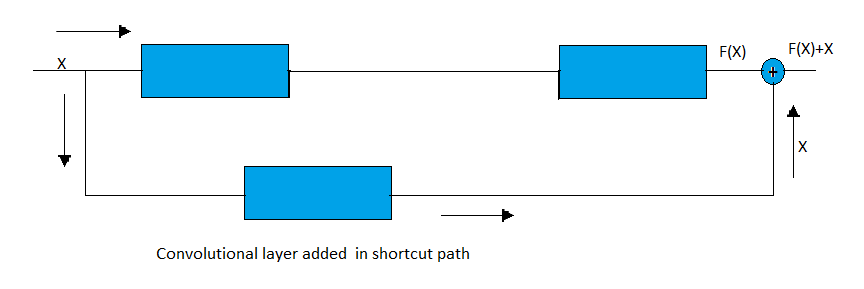 X
F(X)
F(X)+X
+
X
Convolutional layer added  in shortcut path